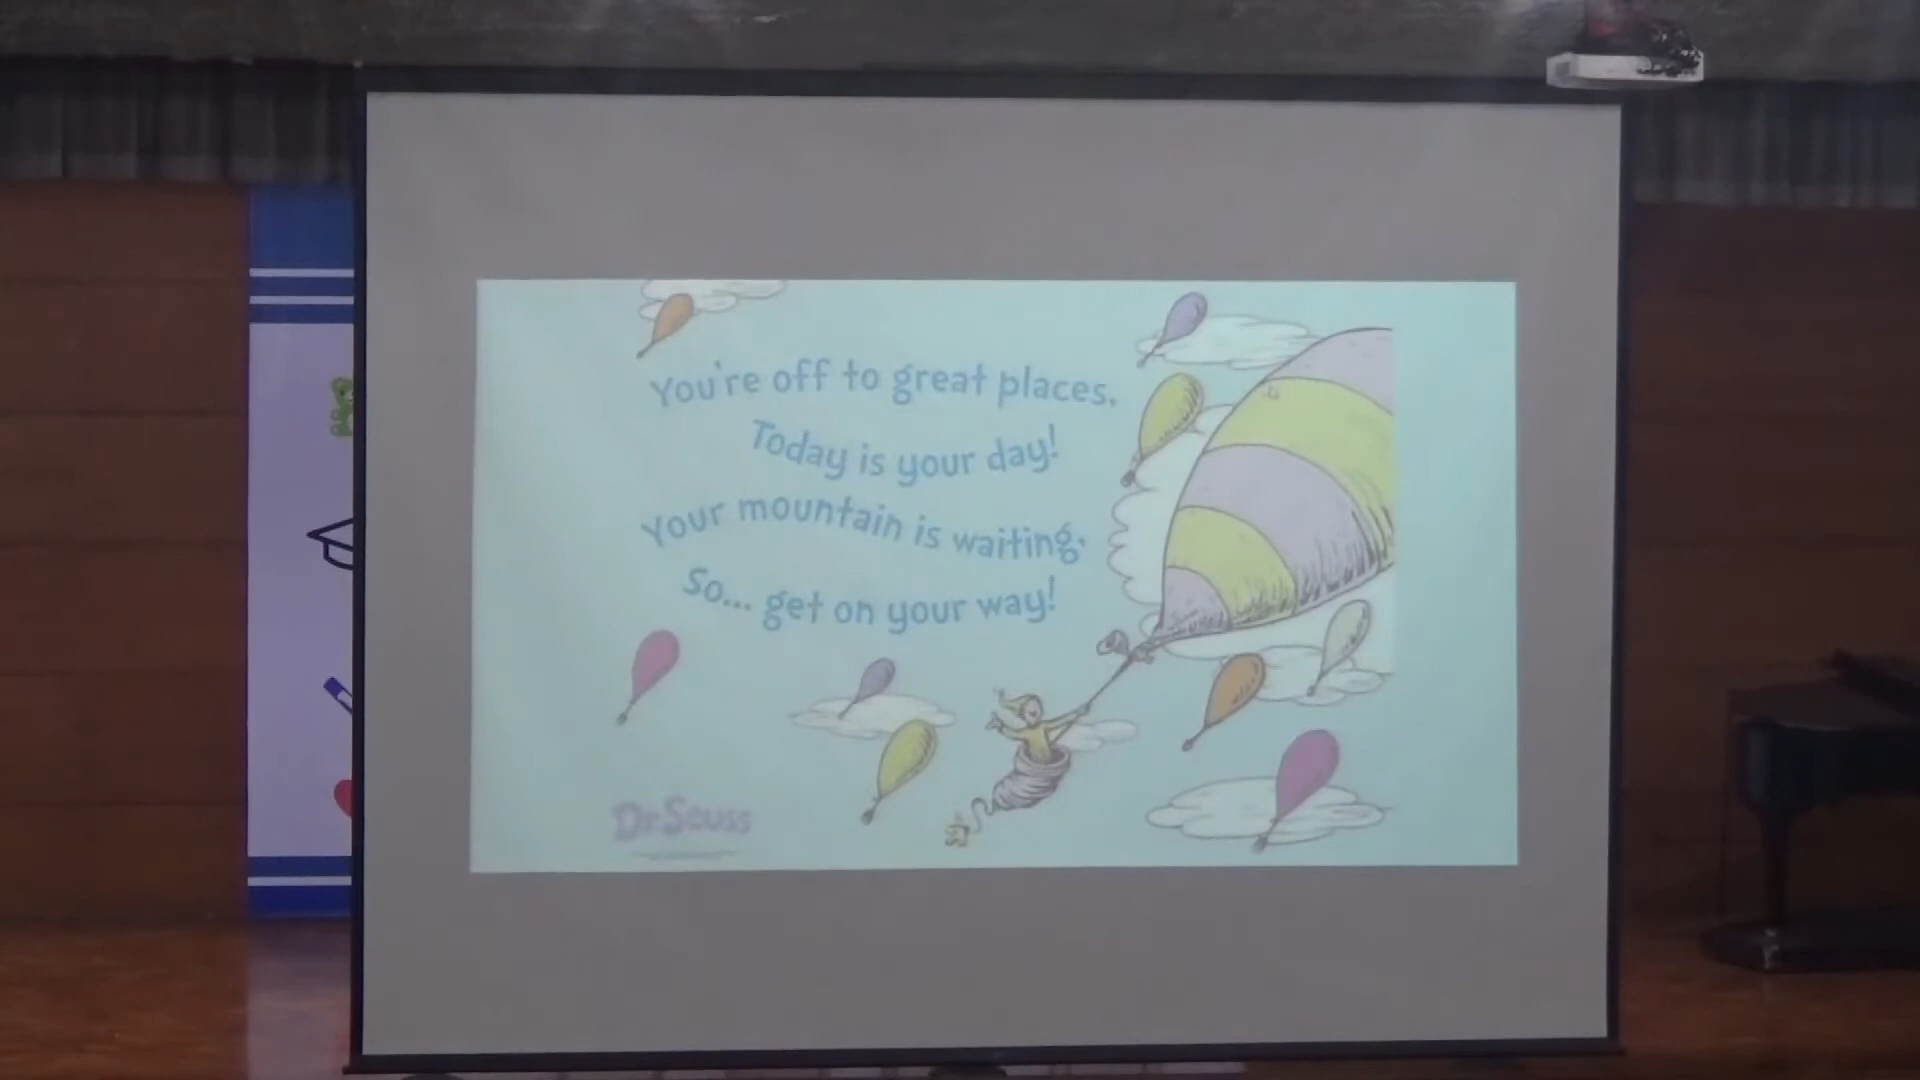 You're off to great places,
Today is your day!
Your mountain is waiting,
So... get on your way!
Dr. Seuss